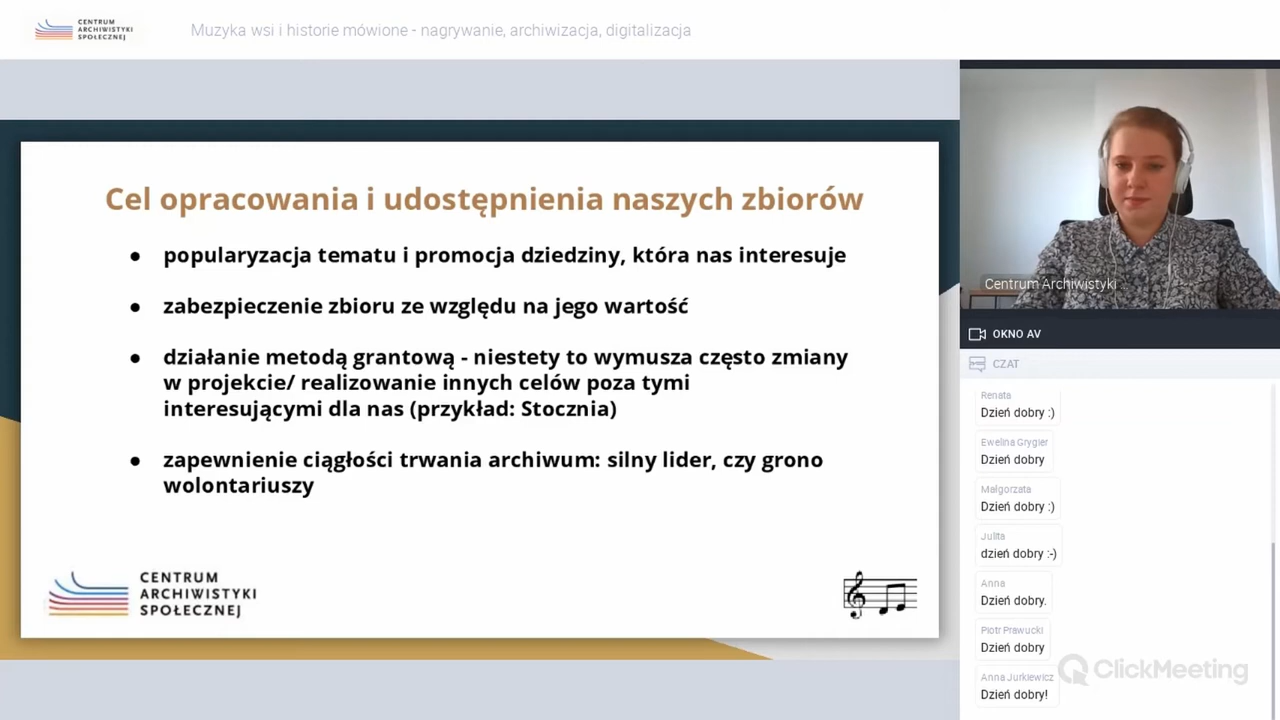 CENTRUM
ARCHIWISTYKI
SPOŁECZNEJ
Muzyka wsi i historie mówione - nagrywanie, archiwizacja, digitalizacja
Cel opracowania i udostępnienia naszych zbiorów
● popularyzacja tematu i promocja dziedziny, która nas interesuje
● zabezpieczenie zbioru ze względu na jego wartość
● działanie metodą grantową - niestety to wymusza często zmiany
w projekcie/ realizowanie innych celów poza tymi
interesującymi dla nas (przykład: Stocznia)
● zapewnienie ciągłości trwania archiwum: silny lider, czy grono
wolontariuszy
CENTRUM
ARCHIWISTYKI
SPOŁECZNEJ
Centrum Archiwistyki ...
OKNO AV
CZAT
Renata
Dzień dobry :)
Ewelina Grygier
Dzień dobry
Małgorzata
Dzień dobry :)
Julita
dzień dobry :-)
Anna
Dzień dobry.
Piotr Prawucki
Dzień dobry
Anna Jurkiewicz
Dzień dobry!
ClickMeeting